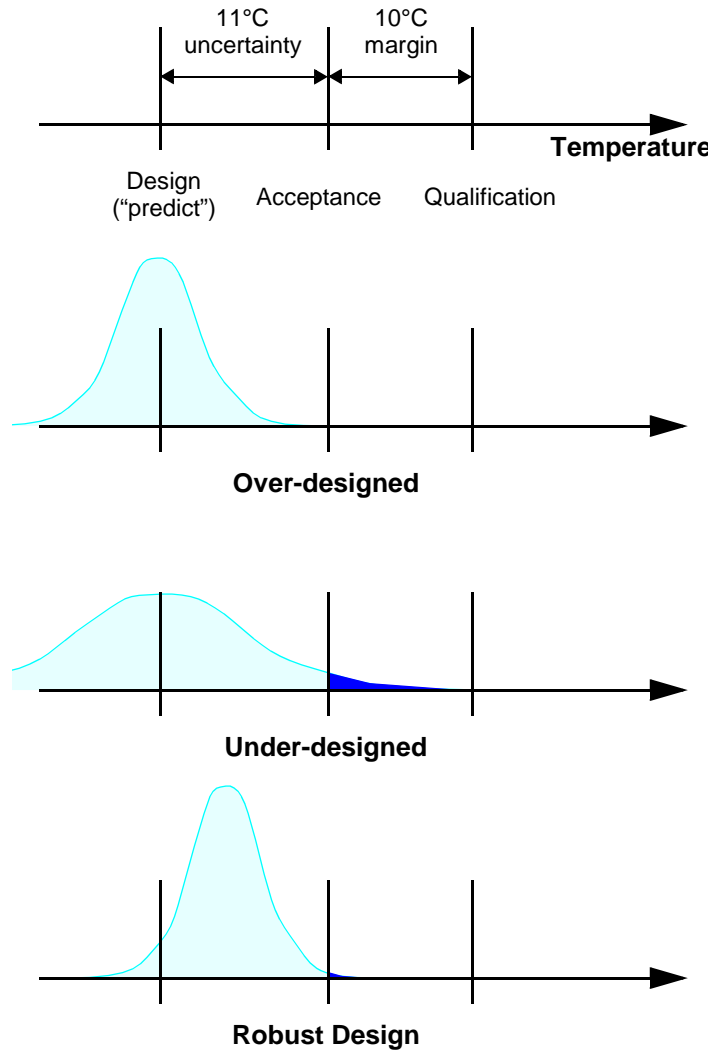 11°C
uncertainty
10°C
margin
Temperature
Design
(“predict”)
Acceptance
Qualification
Over-designed
Under-designed
Robust Design